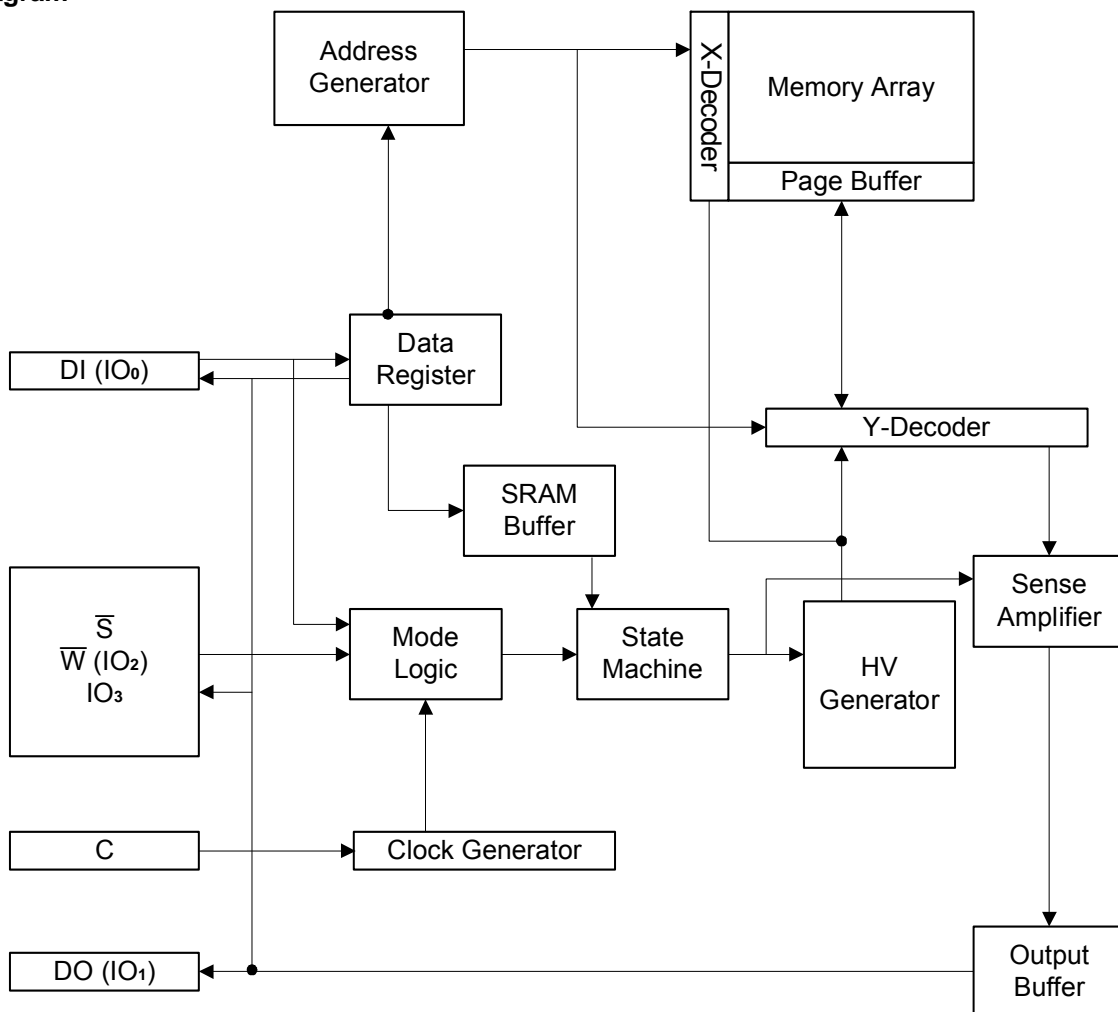 Address
Generator
X-Decoder
Memory Array
Page Buffer
DI (IO₀)
Data
Register
Y-Decoder
SRAM
Buffer
S̅
W̅ (IO₂)
IO₃
Mode
Logic
State
Machine
HV
Generator
Sense
Amplifier
C
Clock Generator
DO (IO₁)
Output
Buffer